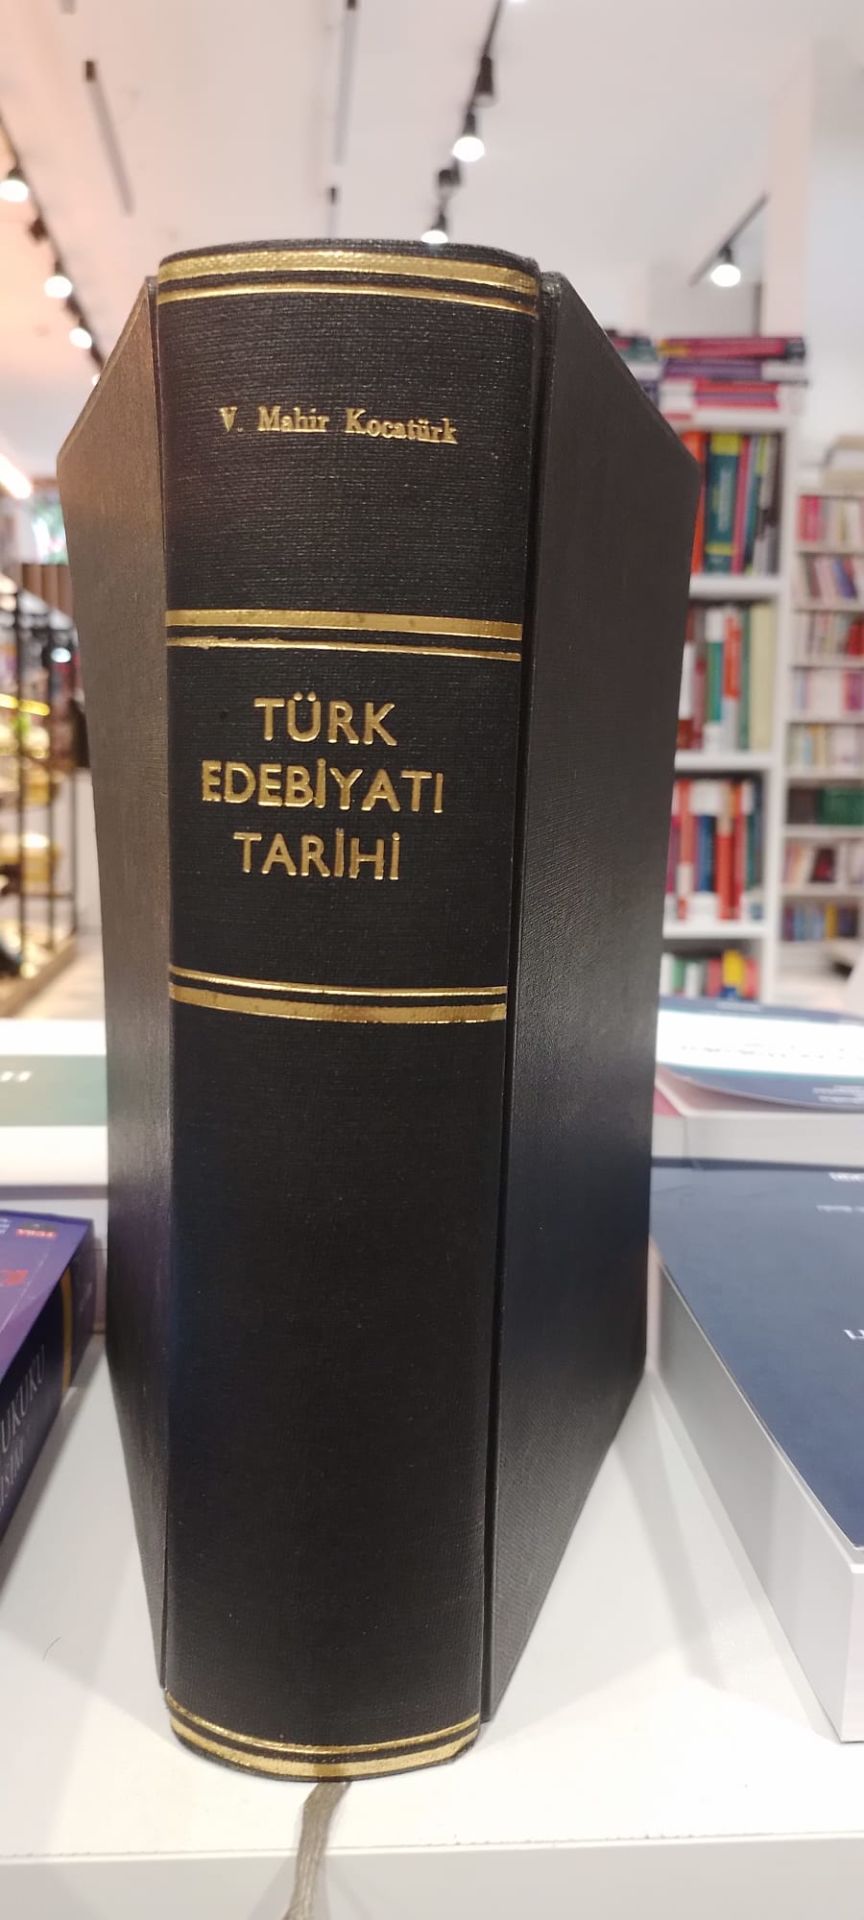 V. Mahir Kocatürk
TÜRK
EDEBİYATI
TARİHİ